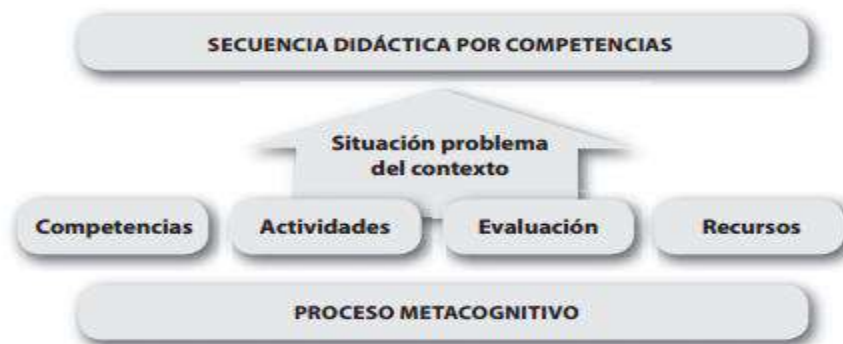 SECUENCIA DIDÁCTICA POR COMPETENCIAS
Situación problema
del contexto
Competencias
Actividades
Evaluación
Recursos
PROCESO METACOGNITIVO